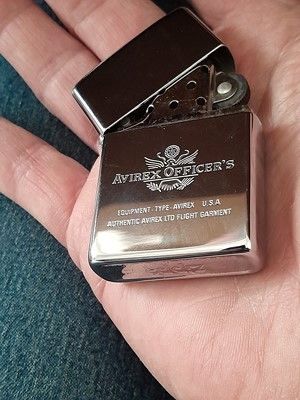 AVIREX OFFICER'S
EQUIPMENT - TYPE - AVIREX U.S.A
AUTHENTIC AVIREX LTD FLIGHT GARMENT